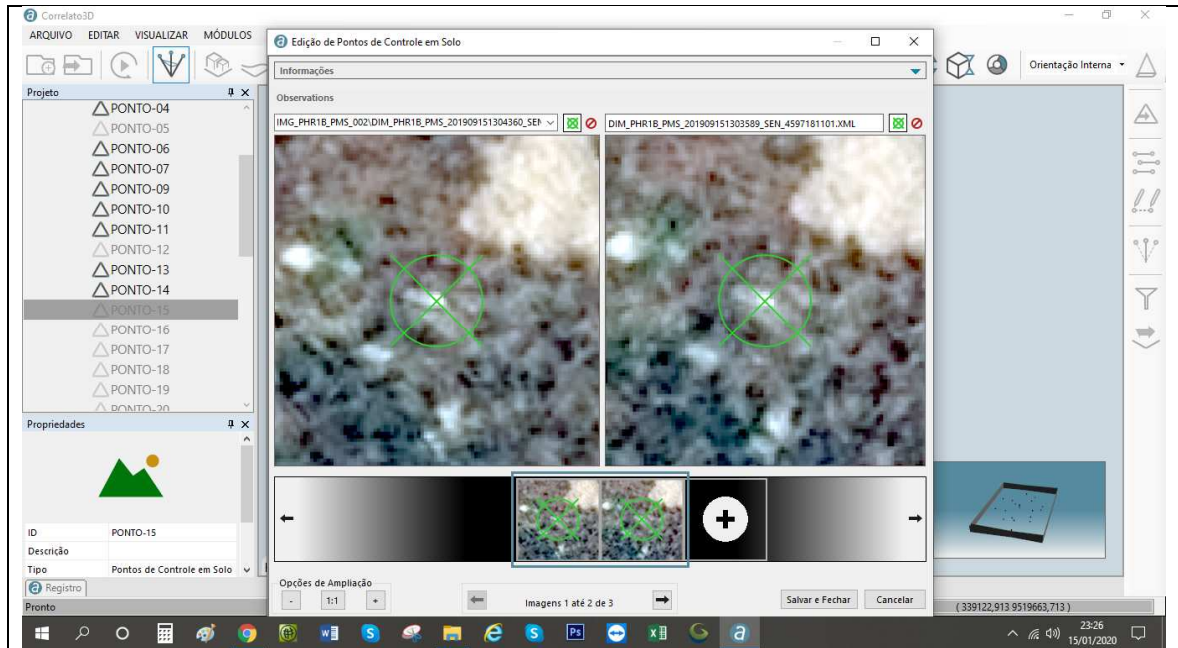 Correlato3D
ARQUIVO EDITAR VISUALIZAR MÓDULOS
Orientação Interna
Projeto
PONTO-04
PONTO-05
PONTO-06
PONTO-07
PONTO-09
PONTO-10
PONTO-11
PONTO-12
PONTO-13
PONTO-14
PONTO-15
PONTO-16
PONTO-17
PONTO-18
PONTO-19
PONTO-20
Propriedades
ID PONTO-15
Descrição
Tipo Pontos de Controle em Solo
Registro
Pronto
Edição de Pontos de Controle em Solo
Informações
Observations
IMG_PHR1B_PMS_002\DIM_PHR1B_PMS_201909151304360_SEN
DIM_PHR1B_PMS_201909151303589_SEN_4597181101.XML
Opções de Ampliação
- 1:1 +
Imagens 1 até 2 de 3
Salvar e Fechar Cancelar
( 339122,913 9519663,713 )
23:26
15/01/2020